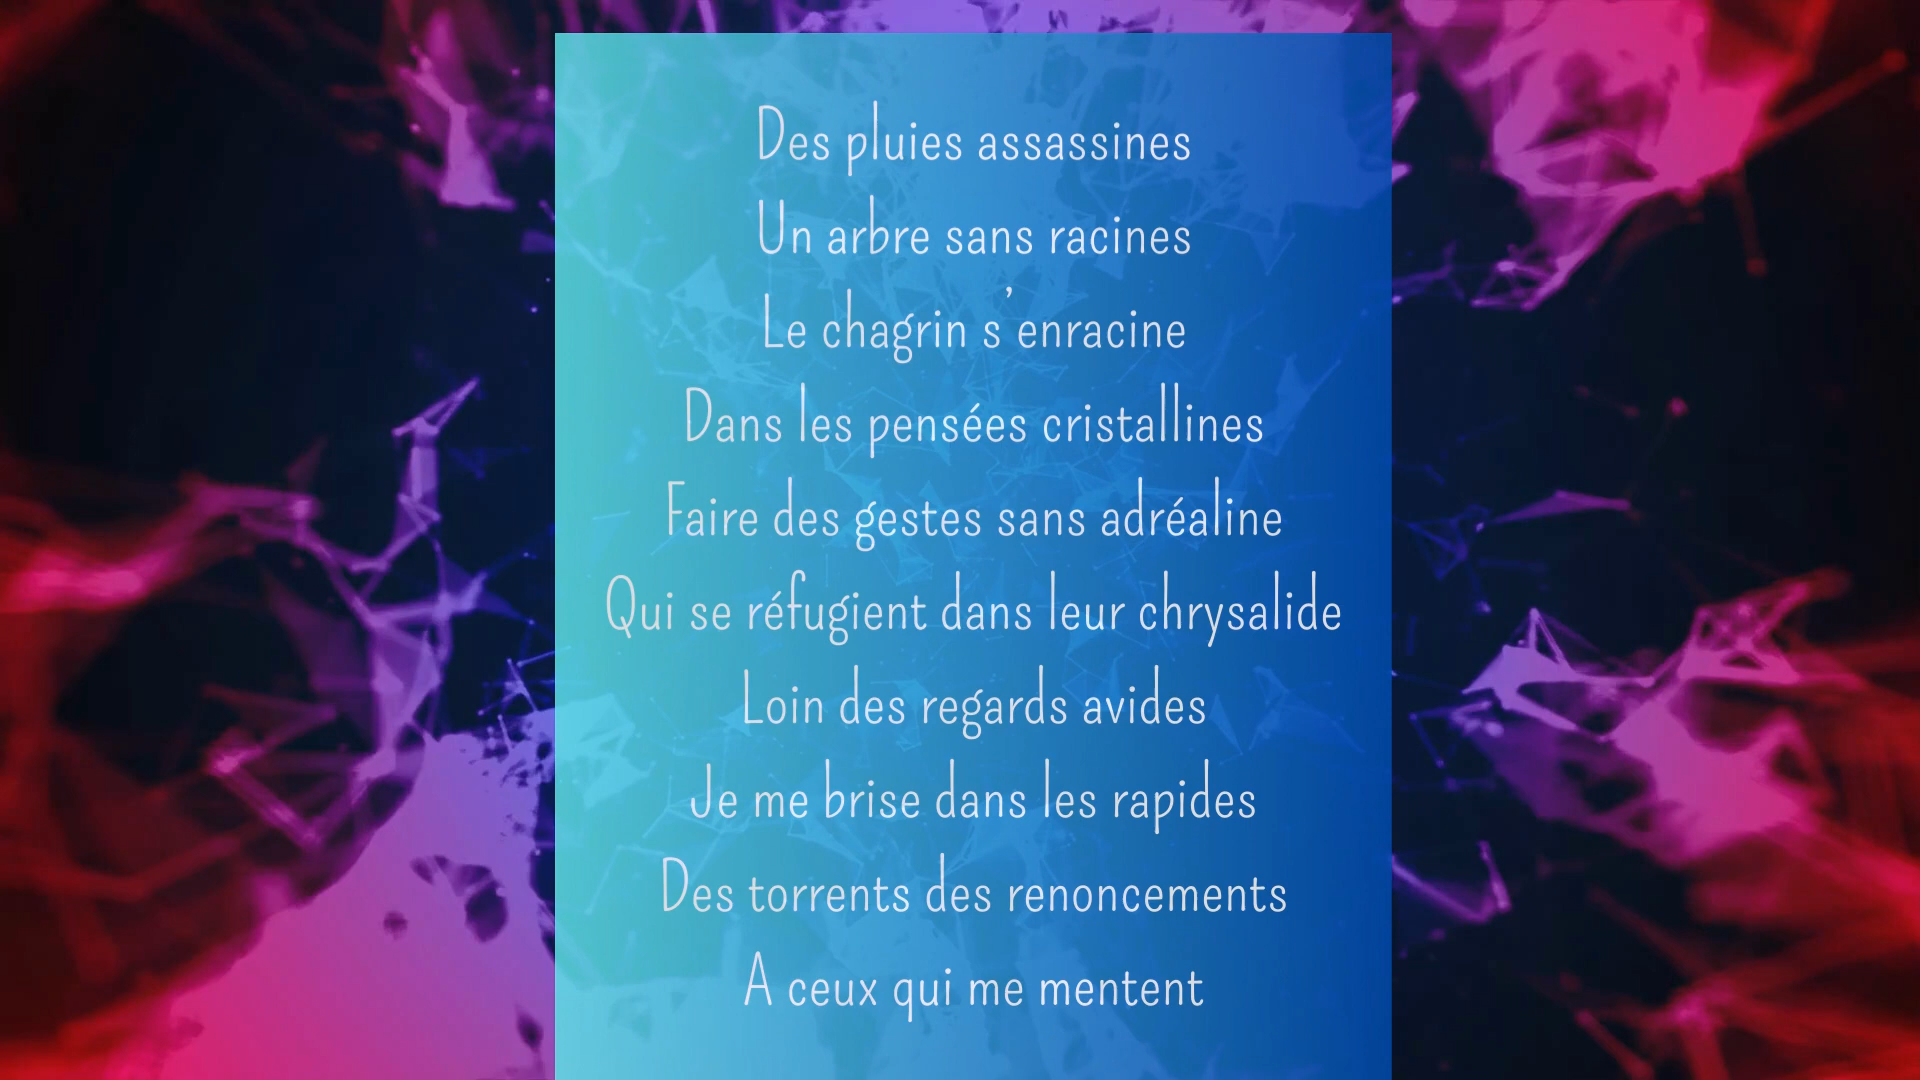 Des pluies assassines
Un arbre sans racines
Le chagrin s’enracine
Dans les pensées cristallines
Faire des gestes sans adréaline
Qui se réfugient dans leur chrysalide
Loin des regards avides
Je me brise dans les rapides
Des torrents des renoncements
A ceux qui me mentent